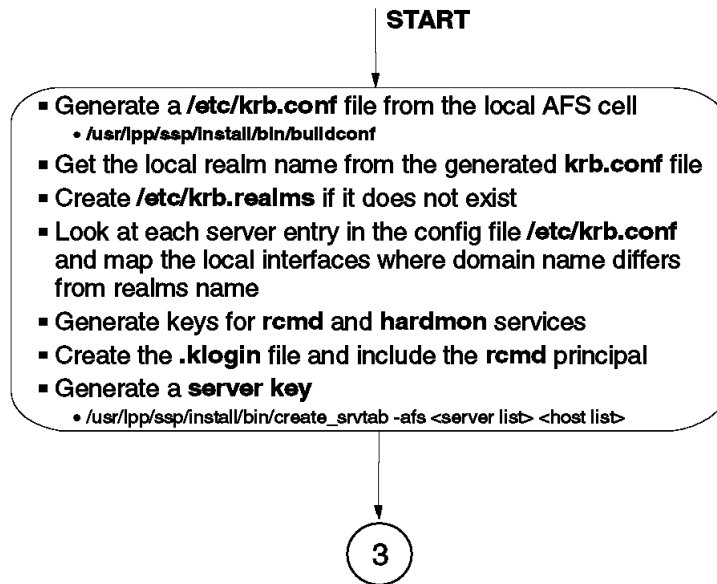 START
▪ Generate a /etc/krb.conf file from the local AFS cell
• /usr/lpp/ssp/install/bin/buildconf
▪ Get the local realm name from the generated krb.conf file
▪ Create /etc/krb.realms if it does not exist
▪ Look at each server entry in the config file /etc/krb.conf
and map the local interfaces where domain name differs
from realms name
▪ Generate keys for rcmd and hardmon services
▪ Create the .klogin file and include the rcmd principal
▪ Generate a server key
• /usr/lpp/ssp/install/bin/create_srvtab -afs <server list> <host list>
3